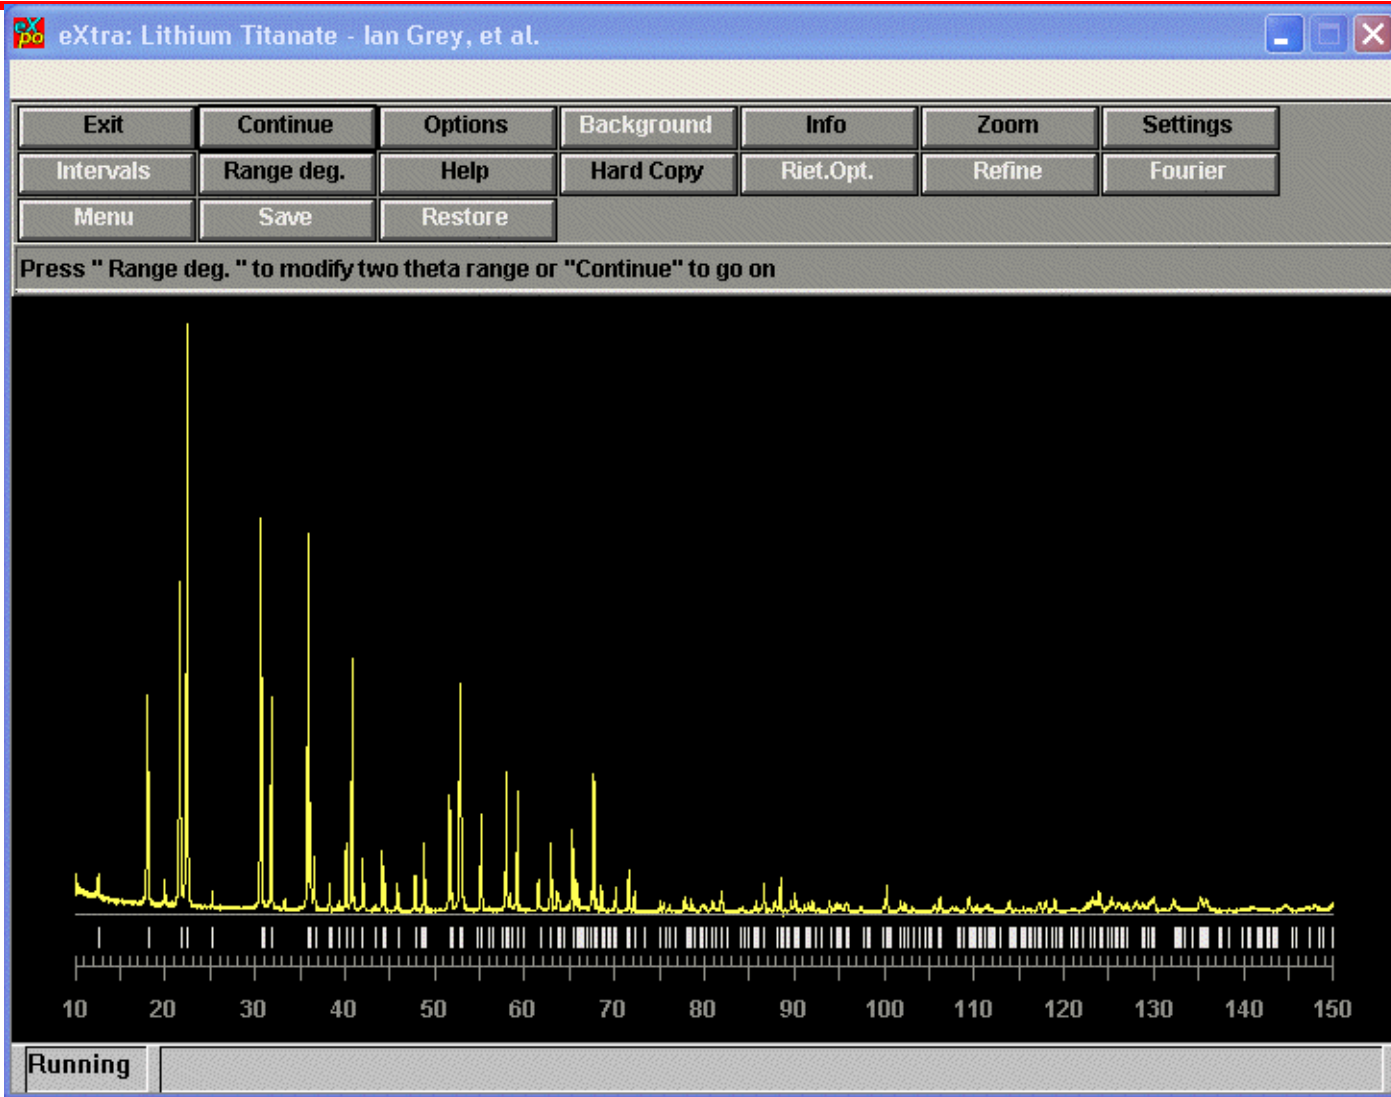 eXpo eXtra: Lithium Titanate - Ian Grey, et al.
Exit Continue Options Background Info Zoom Settings
Intervals Range deg. Help Hard Copy Riet.Opt. Refine Fourier
Menu Save Restore
Press " Range deg. " to modify two theta range or "Continue" to go on
10 20 30 40 50 60 70 80 90 100 110 120 130 140 150
Running